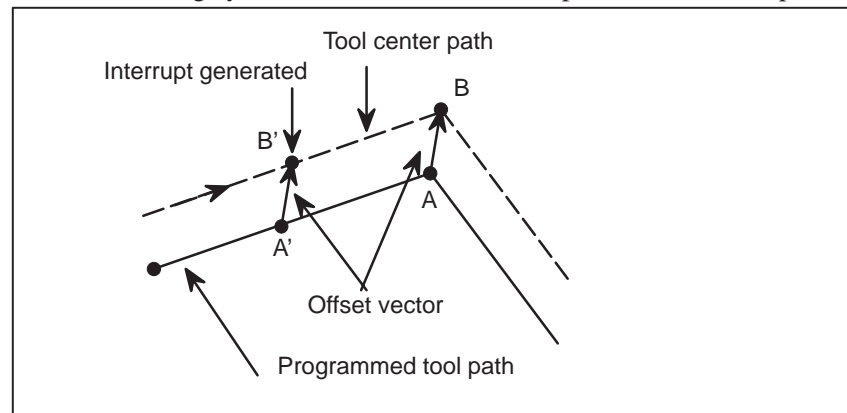 Tool center path
Interrupt generated
B
B'
A
A'
Offset vector
Programmed tool path